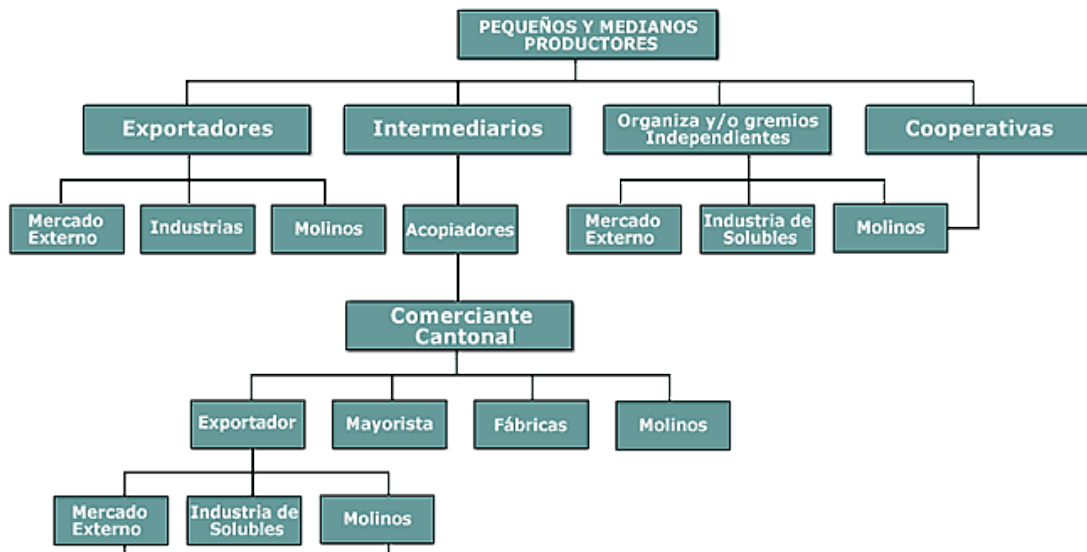 PEQUEÑOS Y MEDIANOS
PRODUCTORES
Exportadores
Intermediarios
Organiza y/o gremios
Independientes
Cooperativas
Mercado
Externo
Industrias
Molinos
Acopiadores
Mercado
Externo
Industria de
Solubles
Molinos
Comerciante
Cantonal
Exportador
Mayorista
Fábricas
Molinos
Mercado
Externo
Industria de
Solubles
Molinos